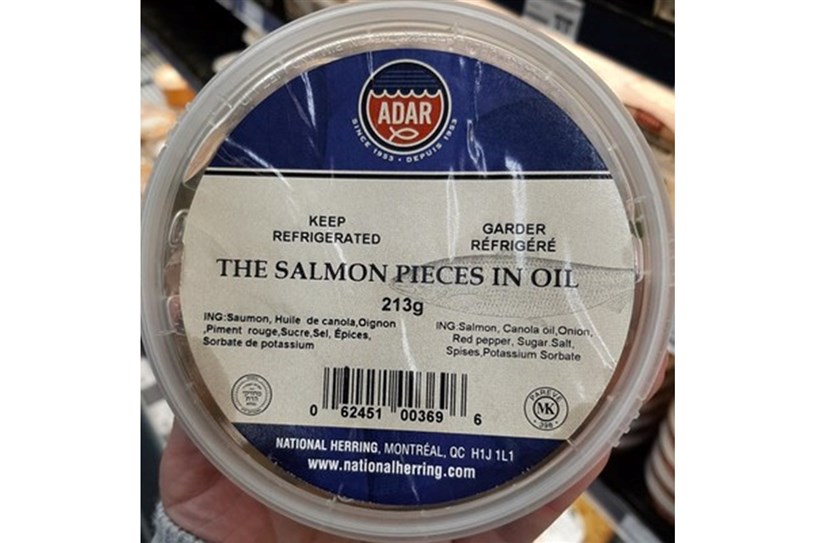 ADAR
SINCE 1953 • DEPUIS 1953
KEEP
REFRIGERATED
GARDER
RÉFRIGÉRÉ
THE SALMON PIECES IN OIL
213g
ING:Saumon, Huile de canola,Oignon
,Piment rouge,Sucre,Sel, Épices,
Sorbate de potassium
ING.Salmon, Canola oil,Onion,
Red pepper, Sugar.Salt,
Spises,Potassium Sorbate
0 62451 00369 6
PAREVE
MK
• 398 •
NATIONAL HERRING, MONTRÉAL, QC H1J 1L1
www.nationalherring.com